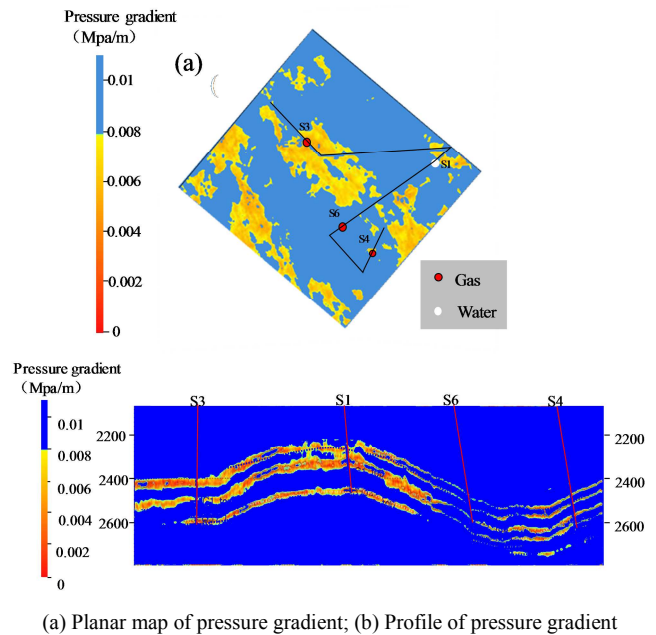 Pressure gradient
（Mpa/m）
(a)
0.01
0.008
0.006
0.004
0.002
0
S3
S1
S6
S4
Gas
Water
Pressure gradient
（Mpa/m）
S3 S1 S6 S4
0.01
0.008
0.006
0.004
0.002
0
2200 2200
2400 2400
2600 2600
(a) Planar map of pressure gradient; (b) Profile of pressure gradient